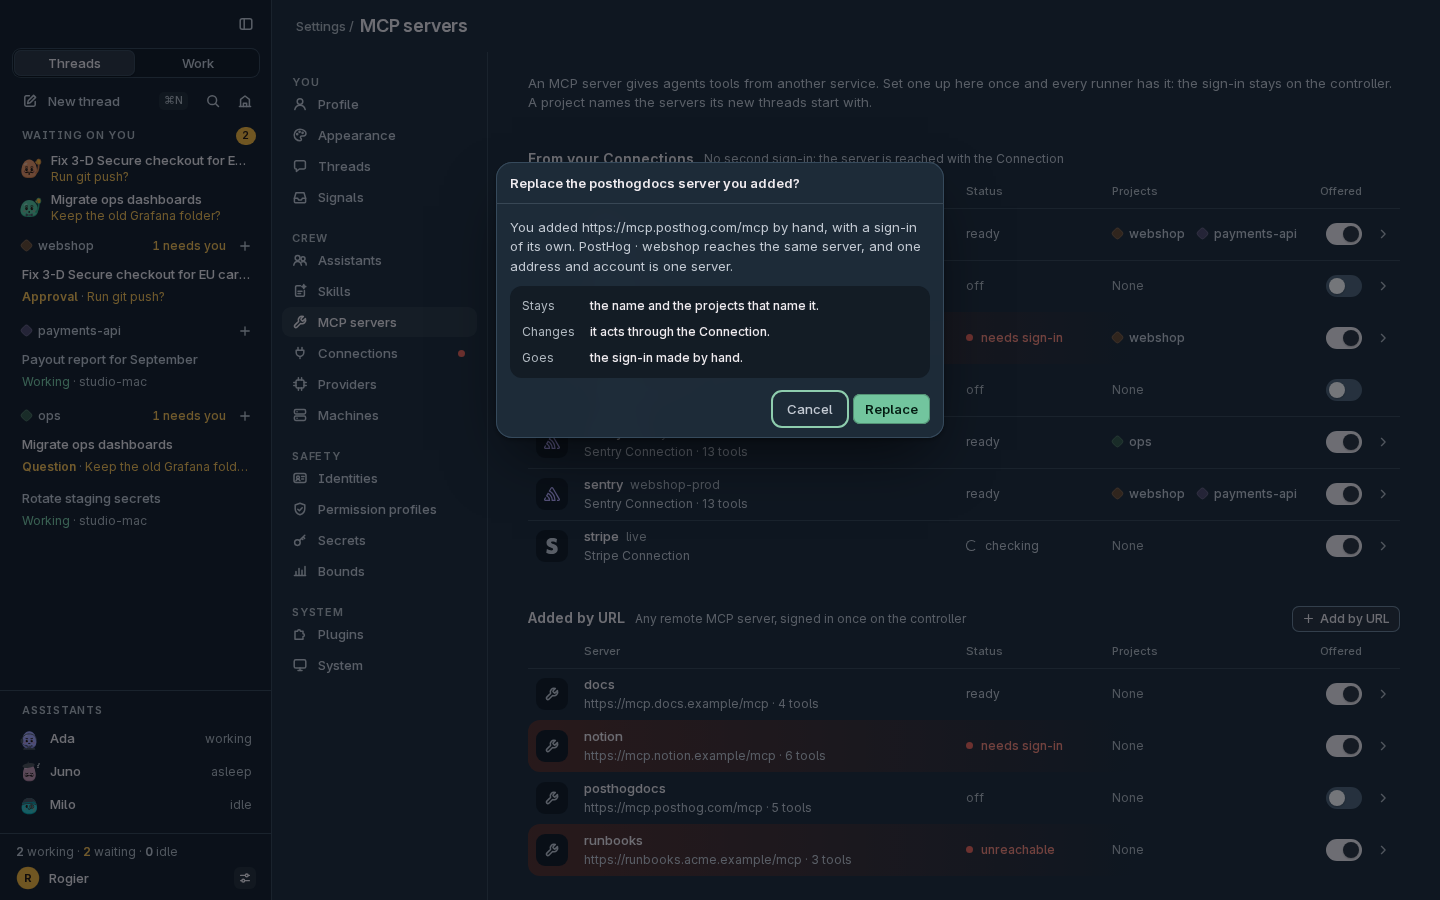 Threads
Work
New thread
⌘N
WAITING ON YOU
2
Fix 3-D Secure checkout for E…
Run git push?
Migrate ops dashboards
Keep the old Grafana folder?
webshop
1 needs you
Fix 3-D Secure checkout for EU car…
Approval · Run git push?
payments-api
Payout report for September
Working · studio-mac
ops
1 needs you
Migrate ops dashboards
Question · Keep the old Grafana fold…
Rotate staging secrets
Working · studio-mac
ASSISTANTS
Ada
working
Juno
asleep
Milo
idle
2 working · 2 waiting · 0 idle
R
Rogier
Settings / MCP servers
YOU
Profile
Appearance
Threads
Signals
CREW
Assistants
Skills
MCP servers
Connections
Providers
Machines
SAFETY
Identities
Permission profiles
Secrets
Bounds
SYSTEM
Plugins
System
An MCP server gives agents tools from another service. Set one up here once and every runner has it: the sign-in stays on the controller.
A project names the servers its new threads start with.
From your Connections No second sign-in: the server is reached with the Connection
Status
Projects
Offered
ready
webshop
payments-api
off
None
needs sign-in
webshop
off
None
ready
ops
Sentry Connection · 13 tools
sentry webshop-prod
Sentry Connection · 13 tools
ready
webshop
payments-api
stripe live
Stripe Connection
checking
None
Replace the posthogdocs server you added?
You added https://mcp.posthog.com/mcp by hand, with a sign-in
of its own. PostHog · webshop reaches the same server, and one
address and account is one server.
Stays the name and the projects that name it.
Changes it acts through the Connection.
Goes the sign-in made by hand.
Cancel
Replace
Added by URL Any remote MCP server, signed in once on the controller
Add by URL
Server
Status
Projects
Offered
docs
https://mcp.docs.example/mcp · 4 tools
ready
None
notion
https://mcp.notion.example/mcp · 6 tools
needs sign-in
None
posthogdocs
https://mcp.posthog.com/mcp · 5 tools
off
None
runbooks
https://runbooks.acme.example/mcp · 3 tools
unreachable
None